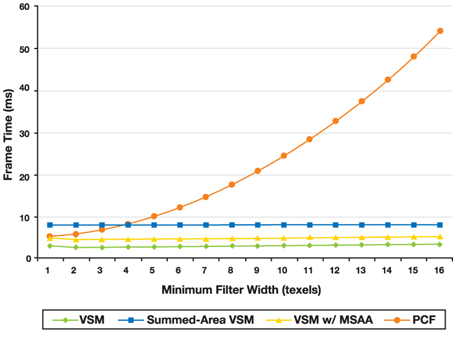 60
50
40
30
20
10
0
Frame Time (ms)
1 2 3 4 5 6 7 8 9 10 11 12 13 14 15 16
Minimum Filter Width (texels)
VSM Summed-Area VSM VSM w/ MSAA PCF